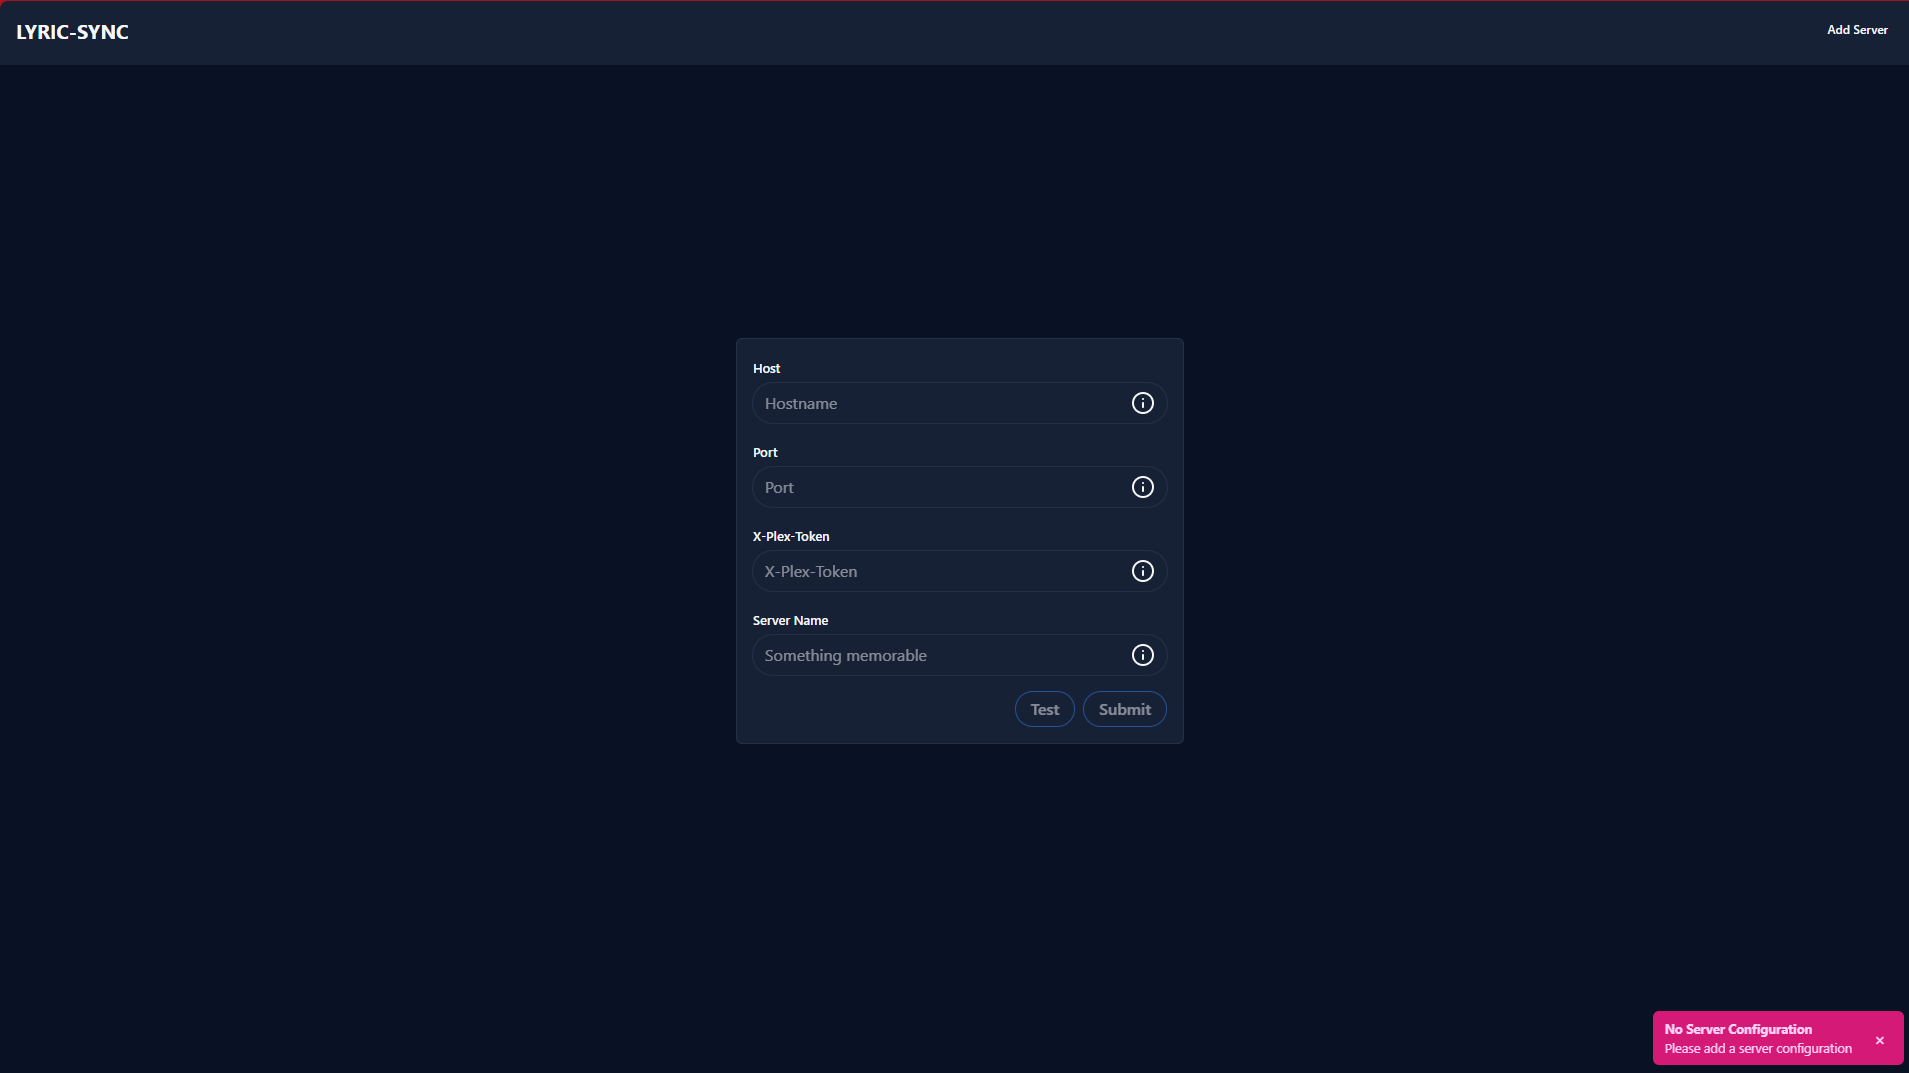 LYRIC-SYNC
Add Server
Host
Hostname
Port
Port
X-Plex-Token
X-Plex-Token
Server Name
Something memorable
Test
Submit
No Server Configuration
Please add a server configuration